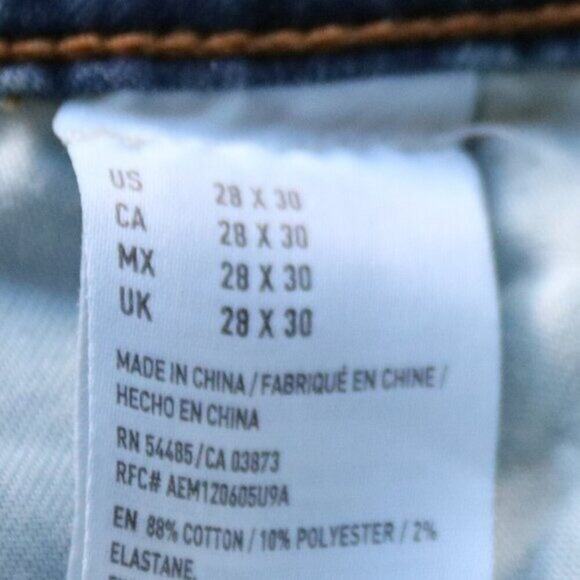 US 28 X 30
CA 28 X 30
MX 28 X 30
UK 28 X 30
MADE IN CHINA / FABRIQUÉ EN CHINE /
HECHO EN CHINA
RN 54485 / CA 03873
RFC# AEM120605U9A
EN 88% COTTON / 10% POLYESTER / 2%
ELASTANE.